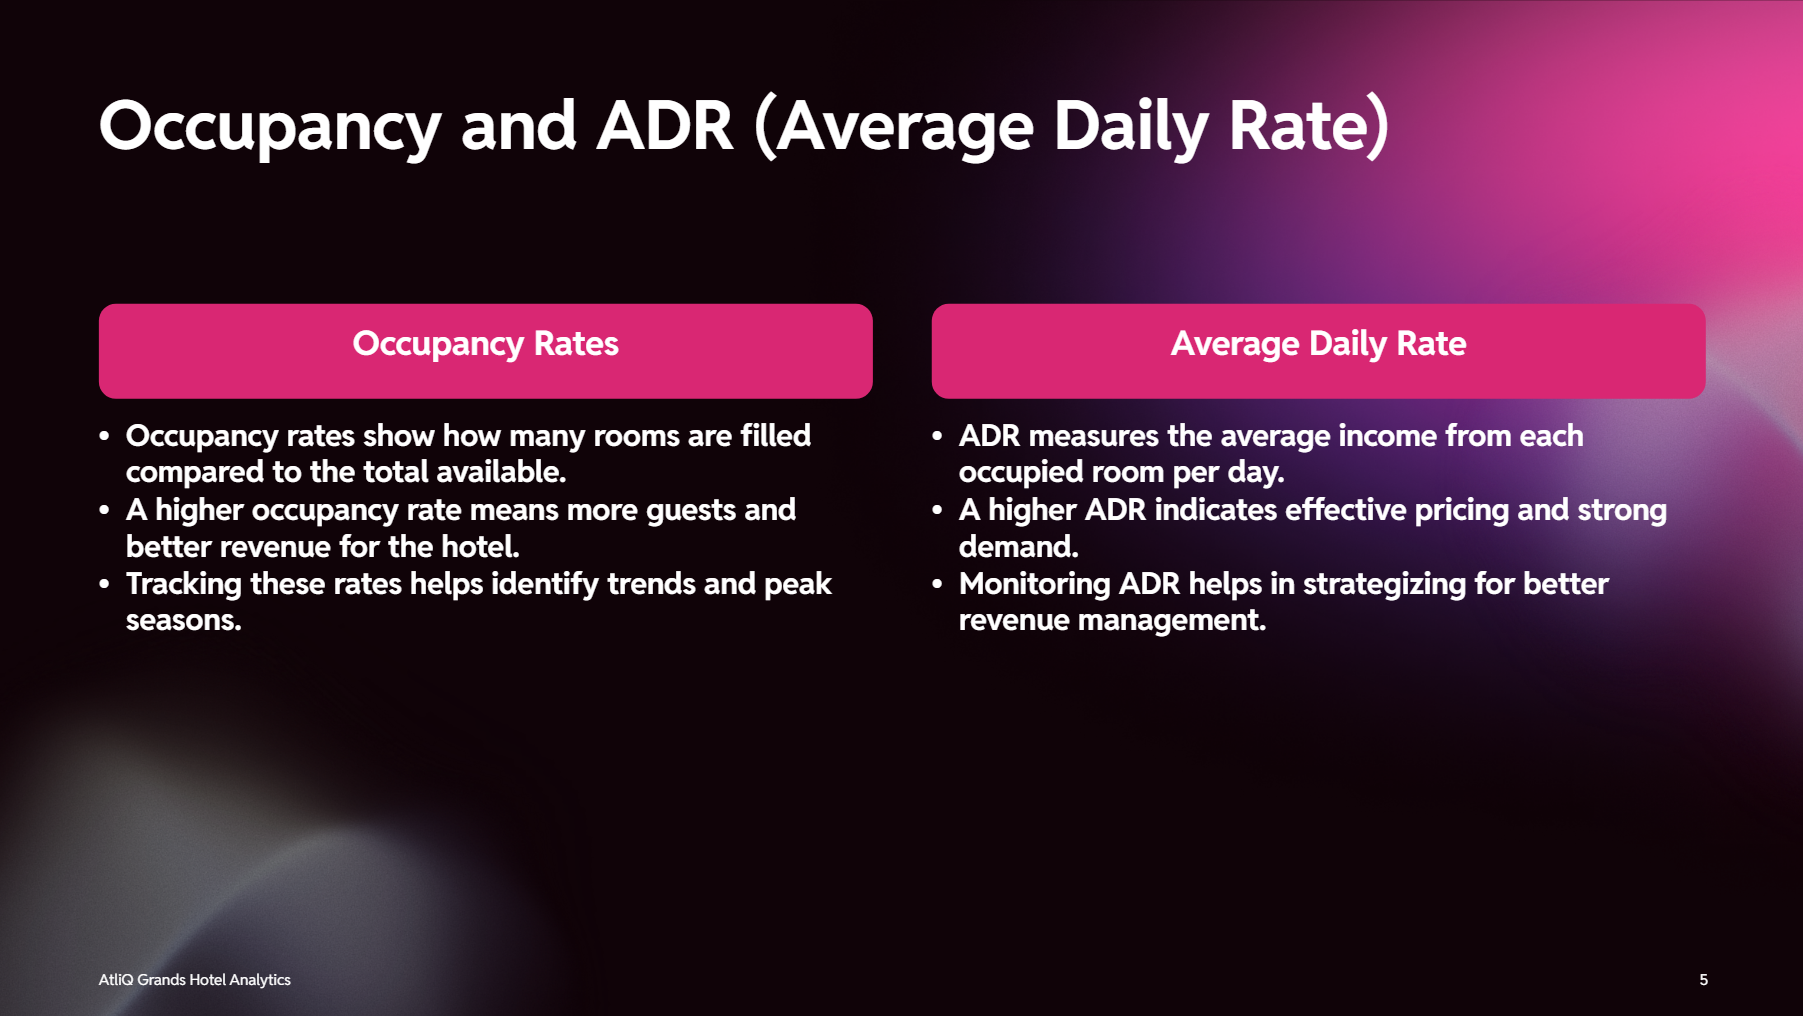 Occupancy and ADR (Average Daily Rate)
Occupancy Rates
• Occupancy rates show how many rooms are filled
compared to the total available.
• A higher occupancy rate means more guests and
better revenue for the hotel.
• Tracking these rates helps identify trends and peak
seasons.
Average Daily Rate
• ADR measures the average income from each
occupied room per day.
• A higher ADR indicates effective pricing and strong
demand.
• Monitoring ADR helps in strategizing for better
revenue management.
AtliQ Grands Hotel Analytics
5